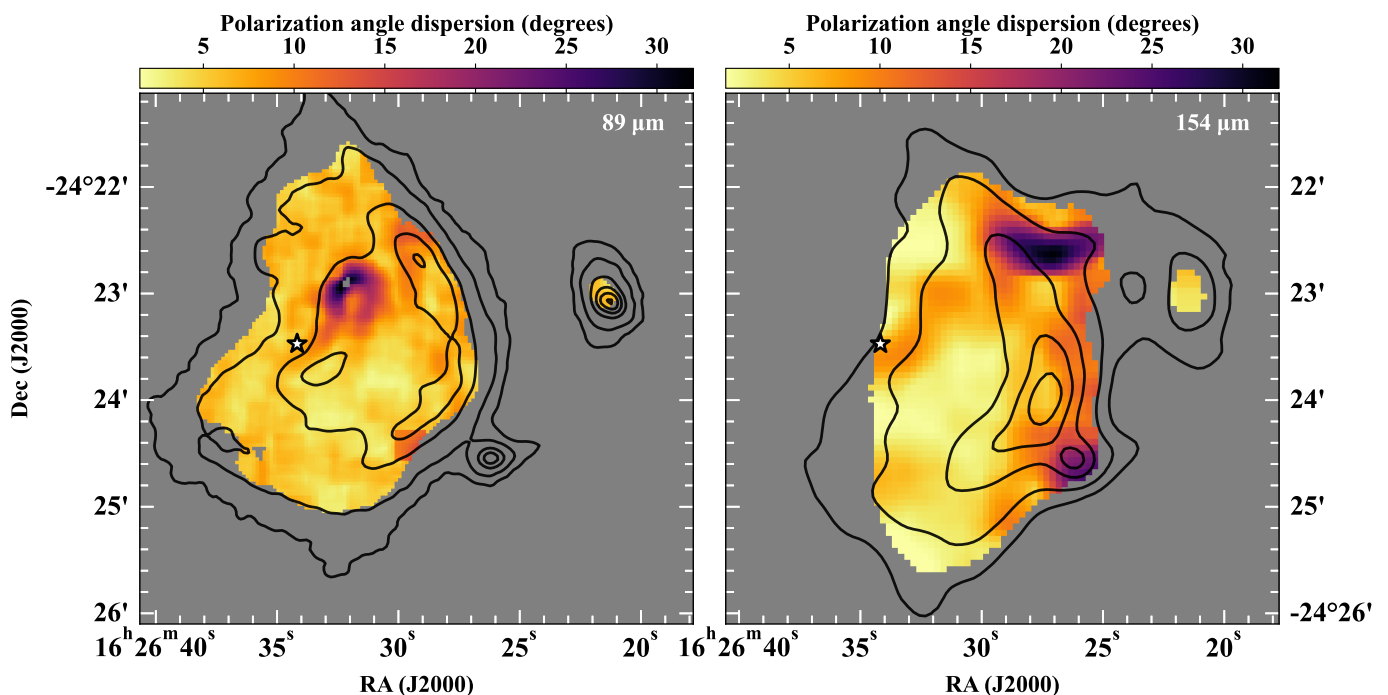 Polarization angle dispersion (degrees)
5 10 15 20 25 30
89 µm
-24°22'
23'
24'
25'
26'
Dec (J2000)
16ʰ26ᵐ40ˢ 35ˢ 30ˢ 25ˢ 20ˢ
RA (J2000)
Polarization angle dispersion (degrees)
5 10 15 20 25 30
154 µm
22'
23'
24'
25'
-24°26'
16ʰ26ᵐ40ˢ 35ˢ 30ˢ 25ˢ 20ˢ
RA (J2000)